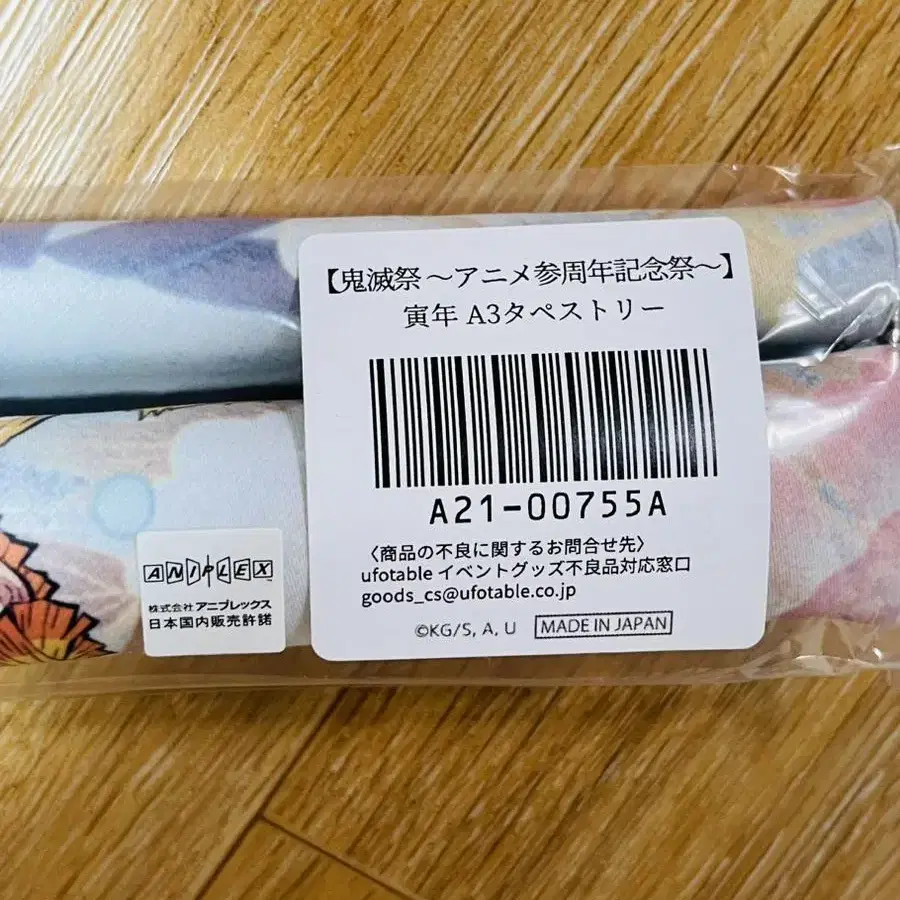 【鬼滅祭 ～アニメ参周年記念祭～】
寅年 A3タペストリー
A21-00755A
〈商品の不良に関するお問合せ先〉
ufotable イベントグッズ不良品対応窓口
goods_cs@ufotable.co.jp
©KG/S, A, U MADE IN JAPAN
ANIPLEX
株式会社 アニプレックス
日本国内販売許諾